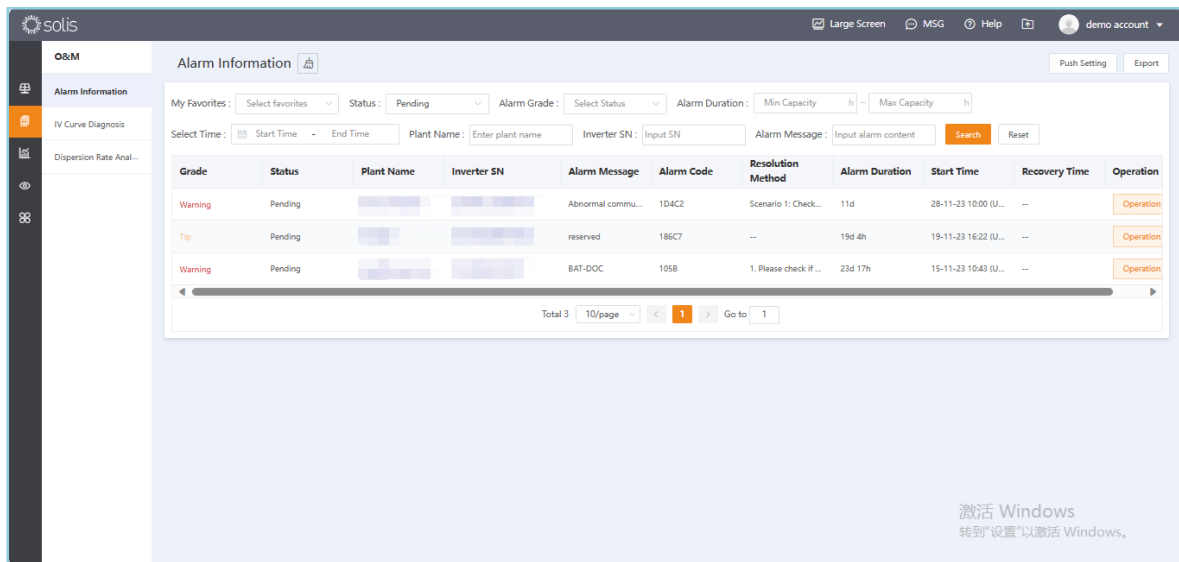 solis
Large Screen MSG Help demo account
O&M
Alarm Information
IV Curve Diagnosis
Dispersion Rate Anal...
Alarm Information
Push Setting Export
My Favorites : Select favorites Status : Pending Alarm Grade : Select Status Alarm Duration : Min Capacity h – Max Capacity h
Select Time : Start Time - End Time Plant Name : Enter plant name Inverter SN : Input SN Alarm Message : Input alarm content Search Reset
Grade Status Plant Name Inverter SN Alarm Message Alarm Code Resolution Method Alarm Duration Start Time Recovery Time Operation
Warning Pending Abnormal commu... 1D4C2 Scenario 1: Check... 11d 28-11-23 10:00 (U... -- Operation
Tip Pending reserved 186C7 -- 19d 4h 19-11-23 16:22 (U... -- Operation
Warning Pending BAT-DOC 105B 1. Please check if ... 23d 17h 15-11-23 10:43 (U... -- Operation
Total 3 10/page < 1 > Go to 1
激活 Windows
转到"设置"以激活 Windows。